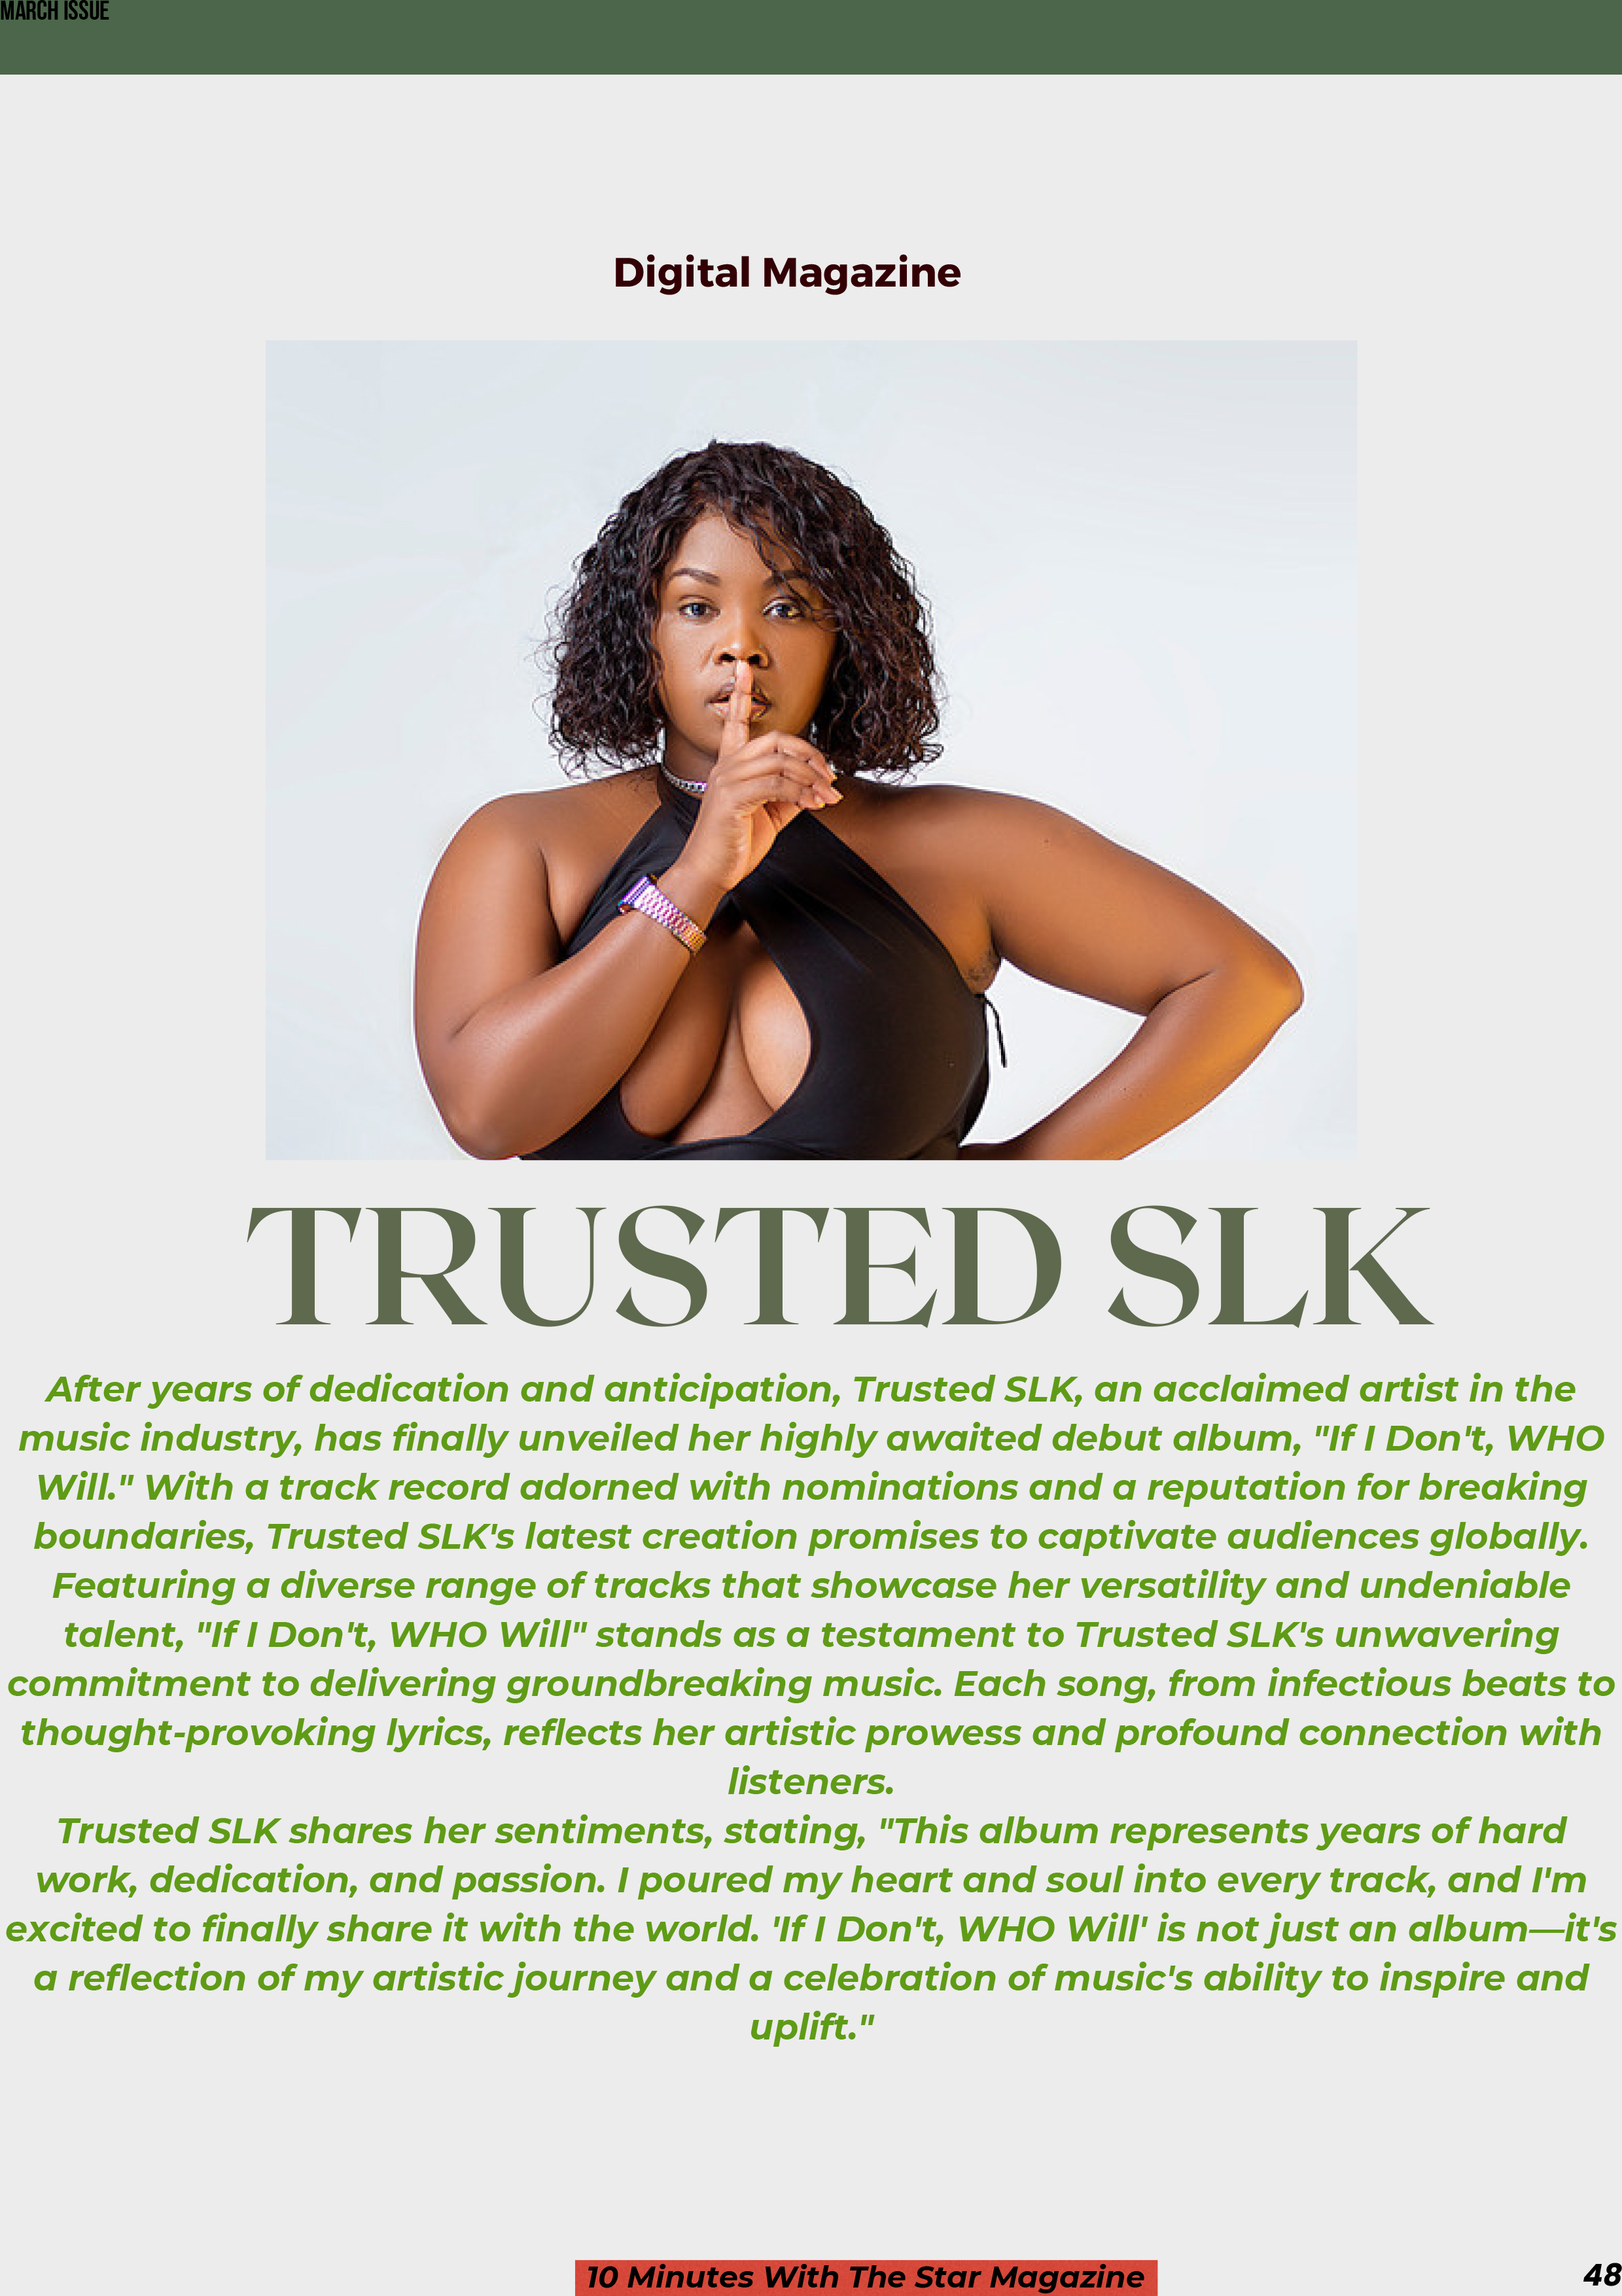 MARCH ISSUE
Digital Magazine
TRUSTED SLK
After years of dedication and anticipation, Trusted SLK, an acclaimed artist in the
music industry, has finally unveiled her highly awaited debut album, "If I Don't, WHO
Will." With a track record adorned with nominations and a reputation for breaking
boundaries, Trusted SLK's latest creation promises to captivate audiences globally.
Featuring a diverse range of tracks that showcase her versatility and undeniable
talent, "If I Don't, WHO Will" stands as a testament to Trusted SLK's unwavering
commitment to delivering groundbreaking music. Each song, from infectious beats to
thought-provoking lyrics, reflects her artistic prowess and profound connection with
listeners.
Trusted SLK shares her sentiments, stating, "This album represents years of hard
work, dedication, and passion. I poured my heart and soul into every track, and I'm
excited to finally share it with the world. 'If I Don't, WHO Will' is not just an album—it's
a reflection of my artistic journey and a celebration of music's ability to inspire and
uplift."
10 Minutes With The Star Magazine
48